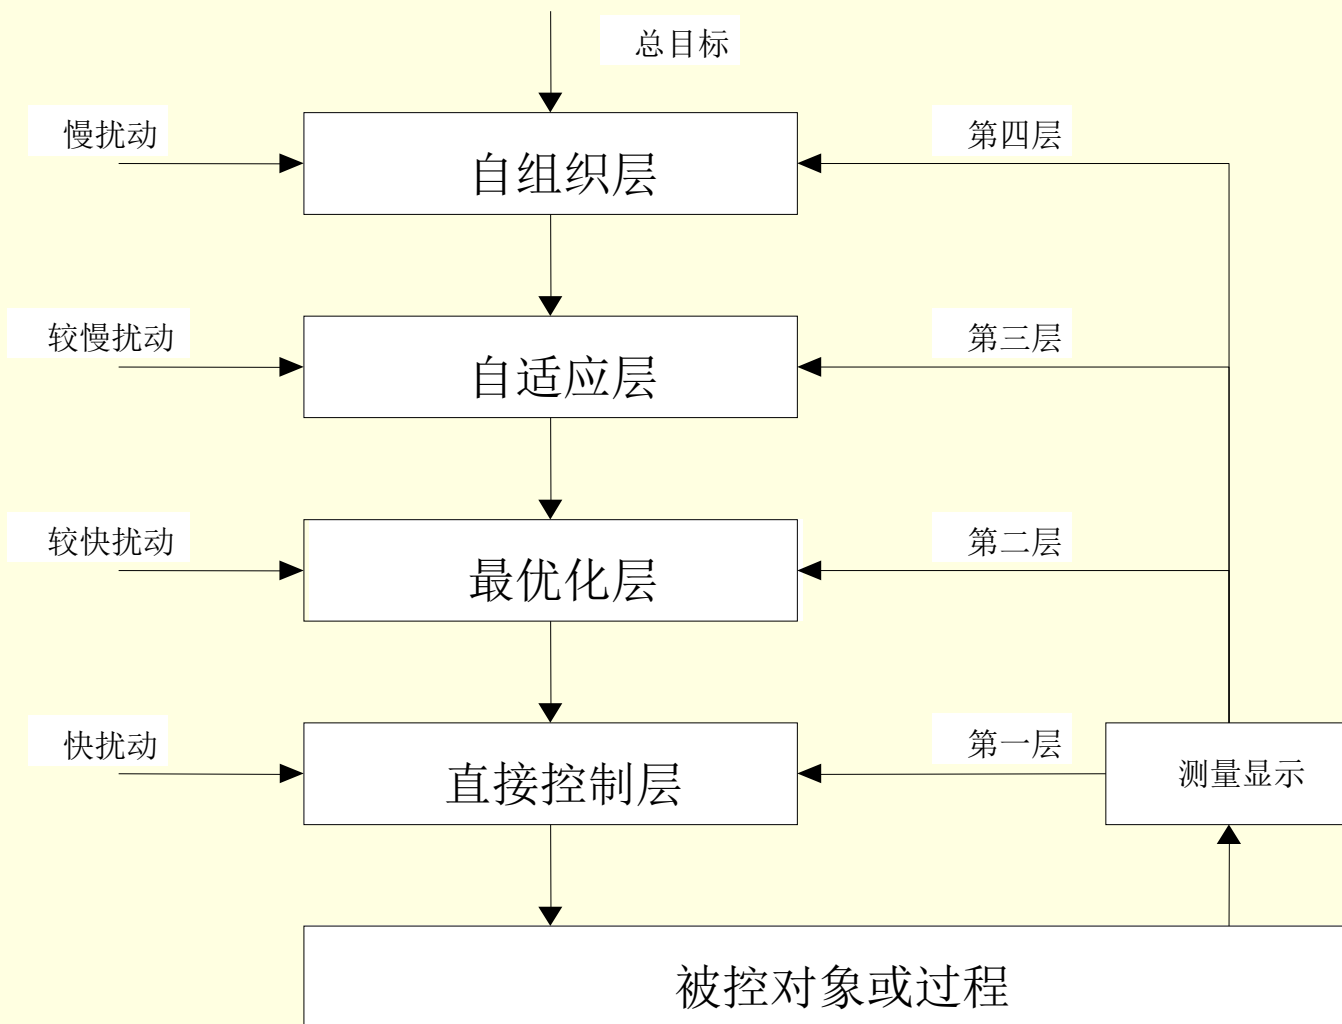 总目标
慢扰动
第四层
自组织层
较慢扰动
第三层
自适应层
较快扰动
第二层
最优化层
快扰动
第一层
直接控制层
测量显示
被控对象或过程